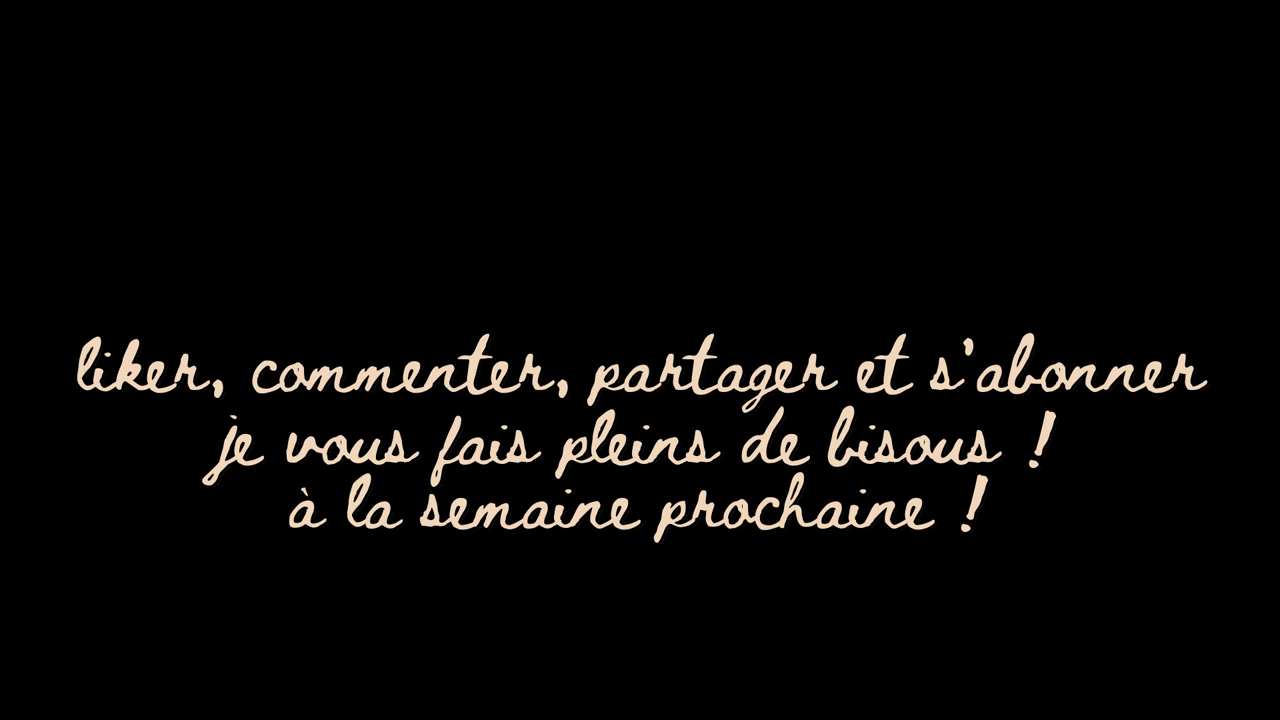 liker, commenter, partager et s'abonner
je vous fais pleins de bisous !
à la semaine prochaine !